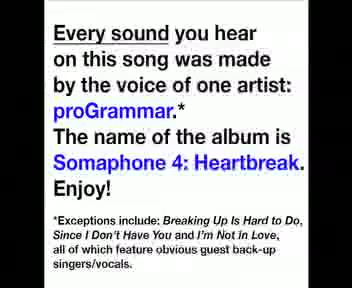 Every sound you hear
on this song was made
by the voice of one artist:
proGrammar.*
The name of the album is
Somaphone 4: Heartbreak.
Enjoy!
*Exceptions include: Breaking Up Is Hard to Do,
Since I Don't Have You and I'm Not in Love,
all of which feature obvious guest back-up
singers/vocals.